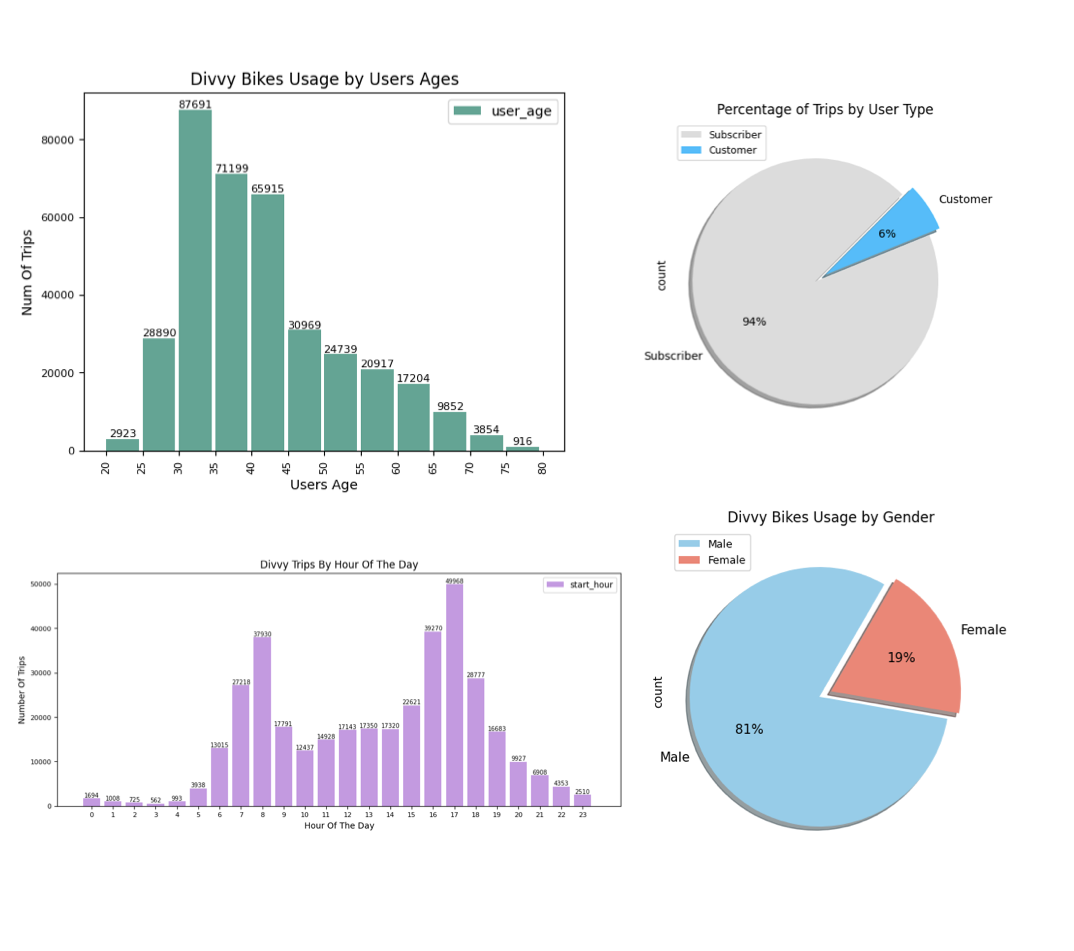 Divvy Bikes Usage by Users Ages
user_age
Num Of Trips
80000
60000
40000
20000
0
2923
28890
87691
71199
65915
30969
24739
20917
17204
9852
3854
916
20 25 30 35 40 45 50 55 60 65 70 75 80
Users Age
Percentage of Trips by User Type
Subscriber
Customer
count
Customer
6%
94%
Subscriber
Divvy Trips By Hour Of The Day
start_hour
Number Of Trips
50000
40000
30000
20000
10000
0
1694
1008
725
562
993
3938
13015
27218
37930
17791
12437
14928
17143
17350
17320
22621
39270
49968
28777
16683
9927
6908
4353
2510
0 1 2 3 4 5 6 7 8 9 10 11 12 13 14 15 16 17 18 19 20 21 22 23
Hour Of The Day
Divvy Bikes Usage by Gender
Male
Female
count
Female
19%
81%
Male